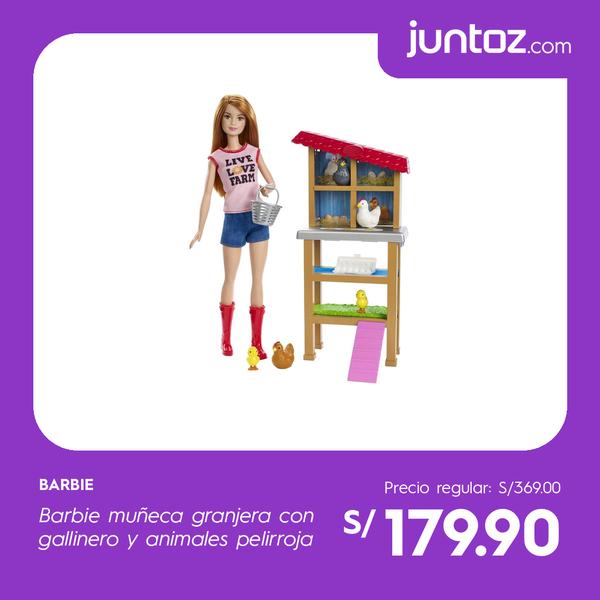 juntoz.com
LIVE
LOVE
FARM
BARBIE
Barbie muñeca granjera con
gallinero y animales pelirroja
Precio regular: S/369.00
S/179.90